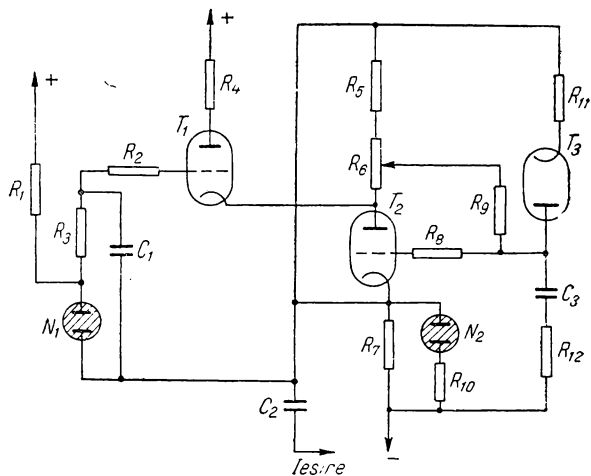 +
+
R4
R5
R11
T1
T3
R2
R6
R1
T2
R9
R3
C1
R8
C3
N1
N2
R7
R12
R10
C2
−
Ieșire